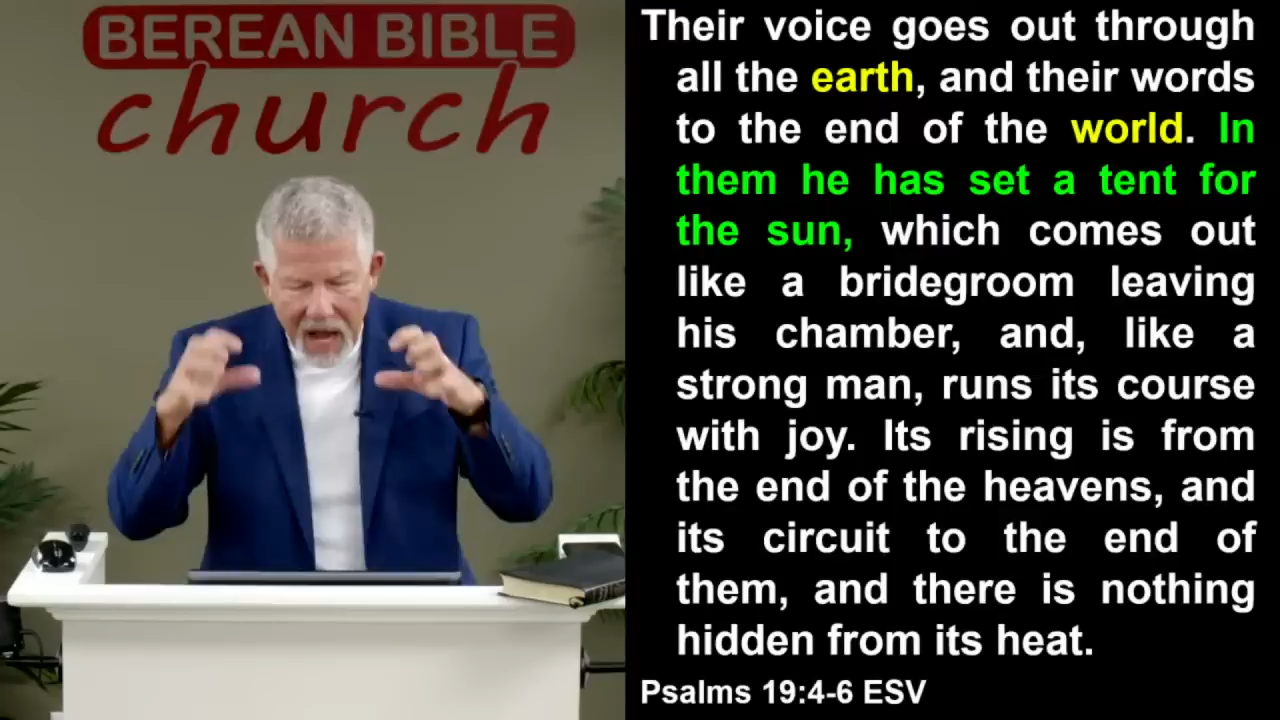 BEREAN BIBLE
church
Their voice goes out through
all the earth, and their words
to the end of the world. In
them he has set a tent for
the sun, which comes out
like a bridegroom leaving
his chamber, and, like a
strong man, runs its course
with joy. Its rising is from
the end of the heavens, and
its circuit to the end of
them, and there is nothing
hidden from its heat.
Psalms 19:4-6 ESV